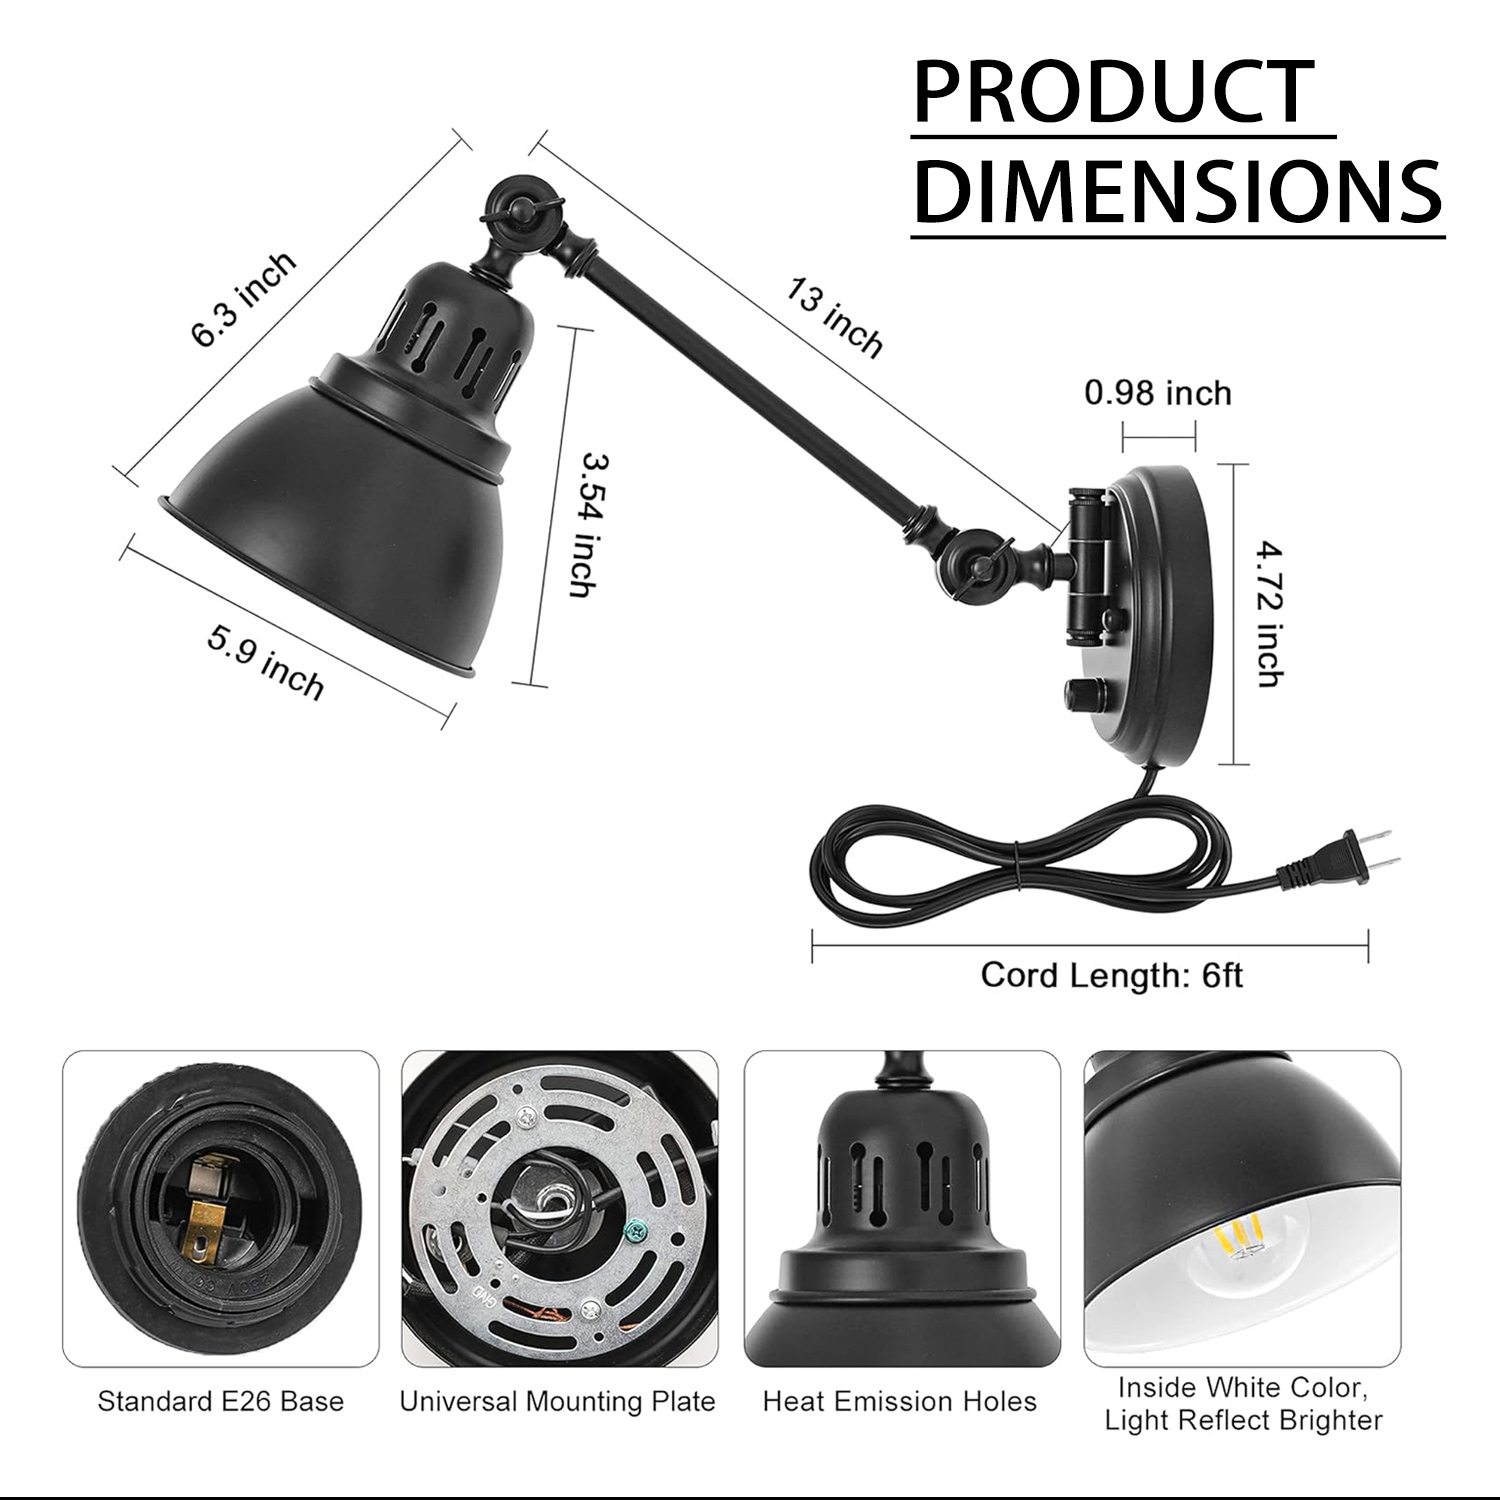 PRODUCT
DIMENSIONS
6.3 inch
13 inch
0.98 inch
3.54 inch
4.72 inch
5.9 inch
Cord Length: 6ft
GND
Standard E26 Base
Universal Mounting Plate
Heat Emission Holes
Inside White Color,
Light Reflect Brighter